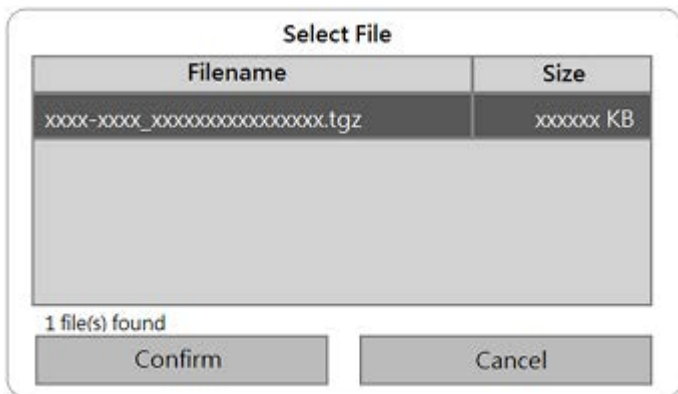 Select File
Filename Size
xxxx-xxxx_xxxxxxxxxxxxxxxx.tgz xxxxxx KB
1 file(s) found
Confirm Cancel